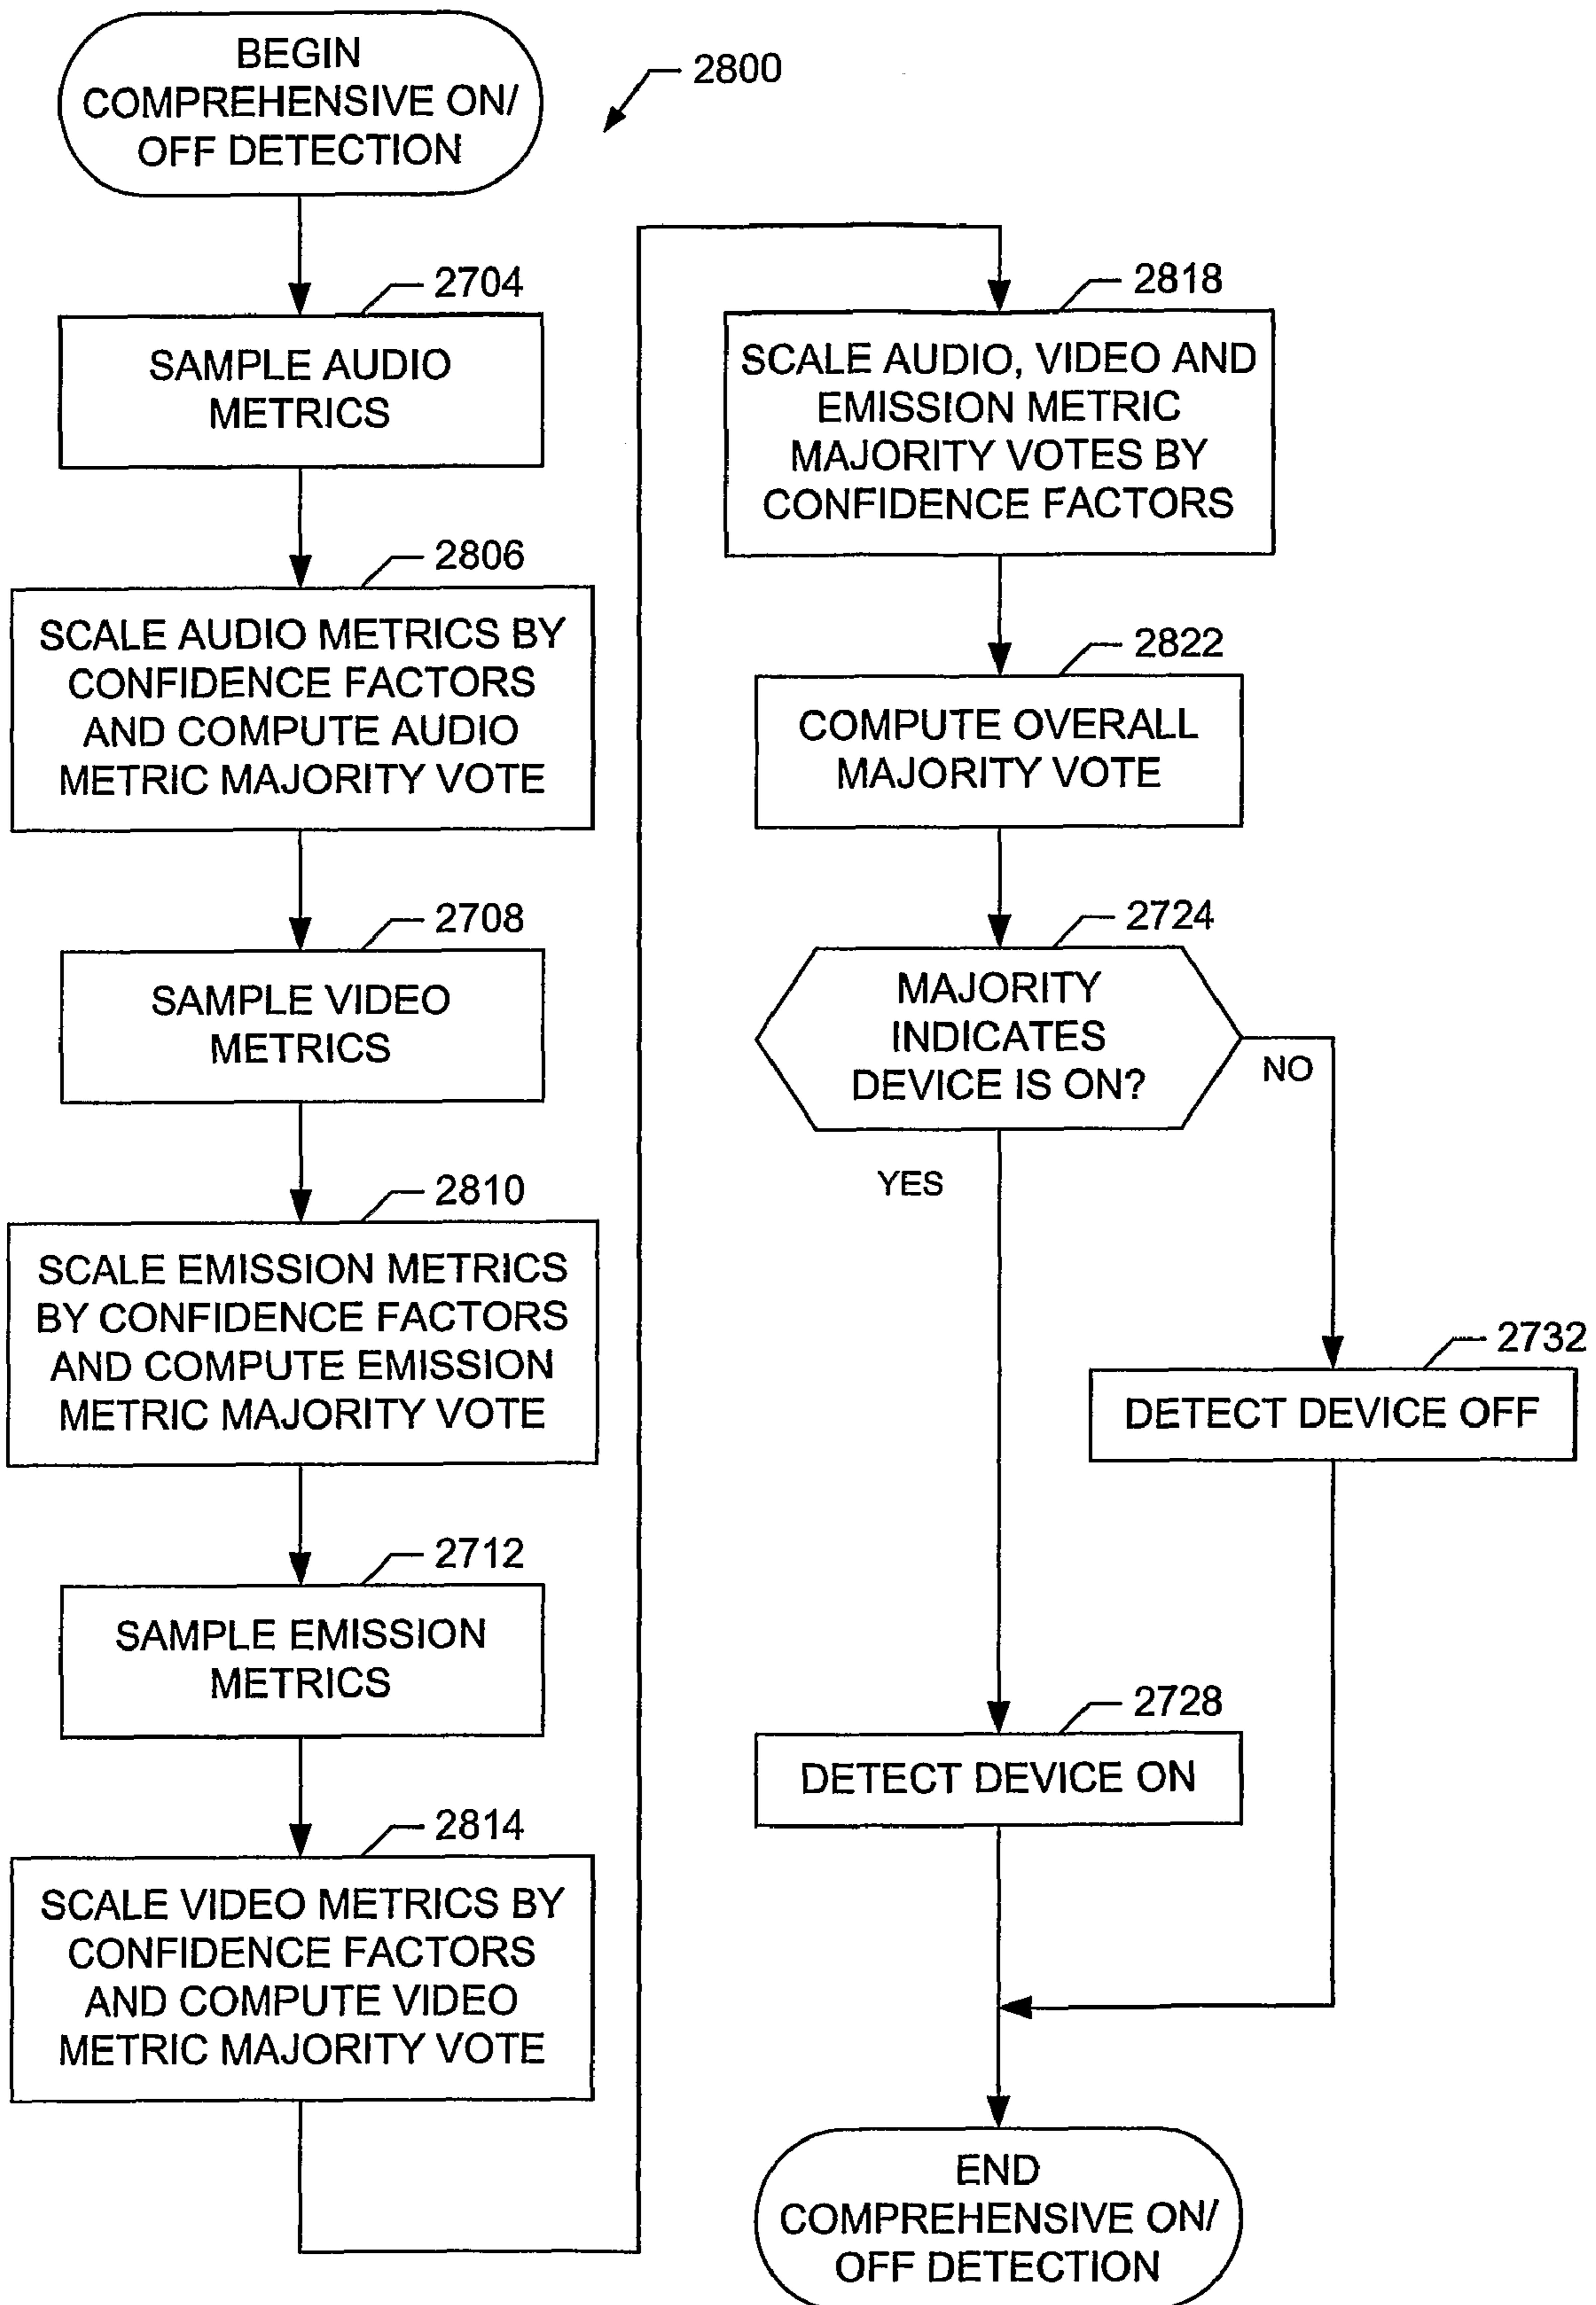 BEGIN
COMPREHENSIVE ON/
OFF DETECTION
2800
2704
SAMPLE AUDIO
METRICS
2806
SCALE AUDIO METRICS BY
CONFIDENCE FACTORS
AND COMPUTE AUDIO
METRIC MAJORITY VOTE
2708
SAMPLE VIDEO
METRICS
2810
SCALE EMISSION METRICS
BY CONFIDENCE FACTORS
AND COMPUTE EMISSION
METRIC MAJORITY VOTE
2712
SAMPLE EMISSION
METRICS
2814
SCALE VIDEO METRICS BY
CONFIDENCE FACTORS
AND COMPUTE VIDEO
METRIC MAJORITY VOTE
2818
SCALE AUDIO, VIDEO AND
EMISSION METRIC
MAJORITY VOTES BY
CONFIDENCE FACTORS
2822
COMPUTE OVERALL
MAJORITY VOTE
2724
MAJORITY
INDICATES
DEVICE IS ON?
NO
YES
2732
DETECT DEVICE OFF
2728
DETECT DEVICE ON
END
COMPREHENSIVE ON/
OFF DETECTION